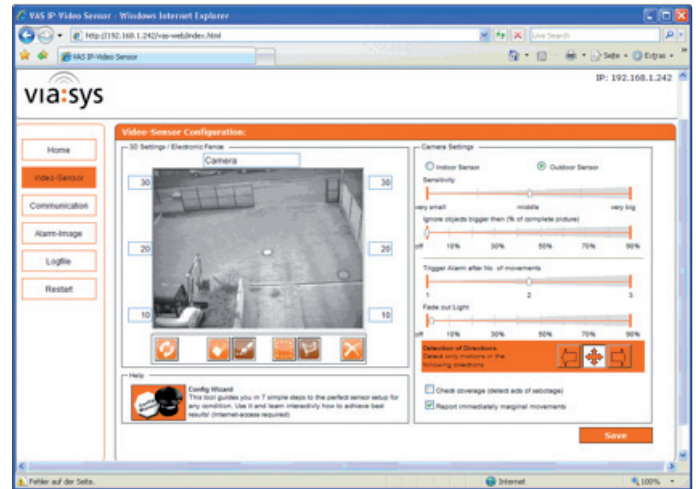 VAS IP Video Sensor - Windows Internet Explorer
http://192.168.1.242/vas-web/index.html
Live Search
VAS IP-Video Sensor
Seite
Extras
IP: 192.168.1.242
via:sys
Home
Video-Sensor
Communication
Alarm-Image
Logfile
Restart
Video-Sensor Configuration:
3D Settings / Electronic Fence
Camera
30
30
20
20
10
10
Help
Config Wizard
This tool guides you in 7 simple steps to the perfect sensor setup for
any condition. Use it and learn interactivly how to achieve best
results! (Internet-access required)
Camera Settings
Indoor Sensor
Outdoor Sensor
Sensitivity
very small middle very big
Ignore objects bigger then (% of complete picture)
off 10% 30% 50% 70% 90%
Trigger Alarm after No. of movements
1 2 3
Fade out Light
off 10% 30% 50% 70% 90%
Detection of Directions
Detect only motions in the
following directions
Check coverage (detect acts of sabotage)
Report immediately marginal movements
Save
Fehler auf der Seite.
Internet
100%